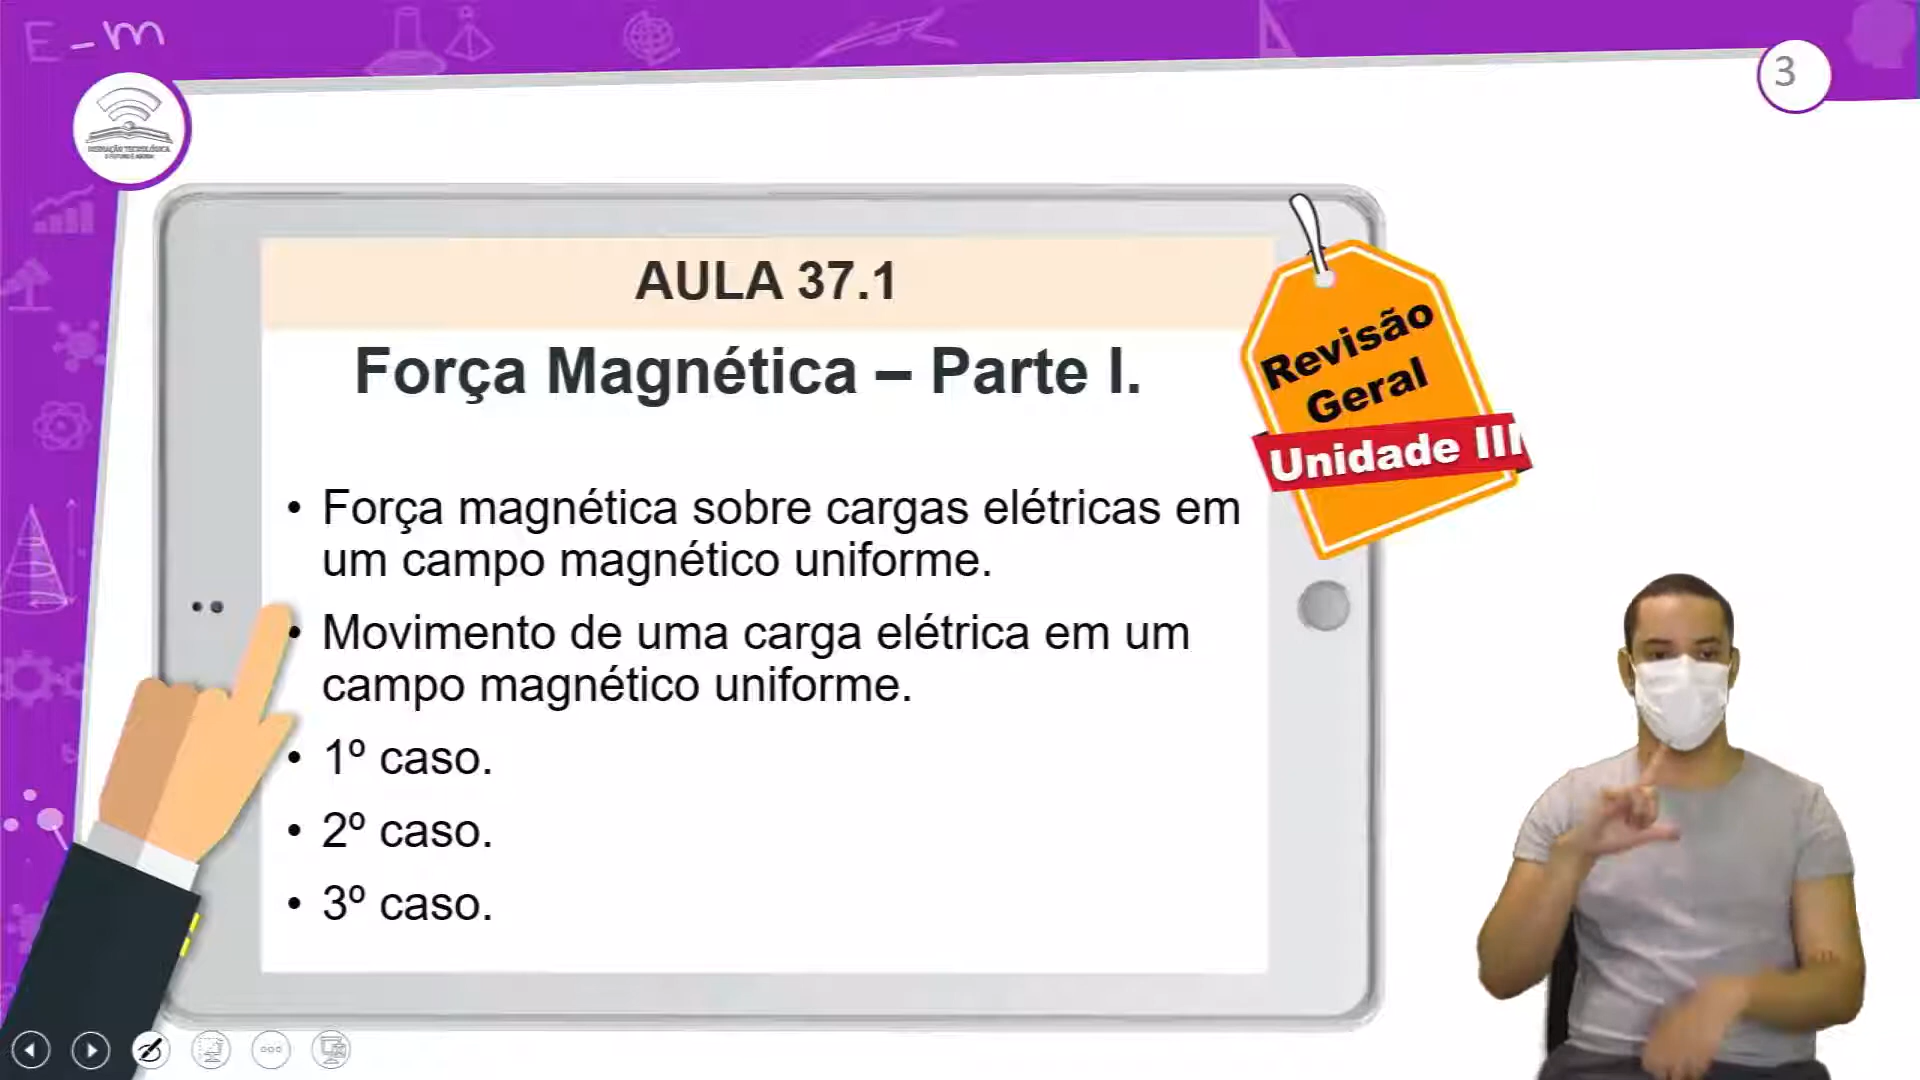 E-m
3
AULA 37.1
Força Magnética – Parte I.
Revisão
Geral
Unidade III
• Força magnética sobre cargas elétricas em
um campo magnético uniforme.
• Movimento de uma carga elétrica em um
campo magnético uniforme.
• 1º caso.
• 2º caso.
• 3º caso.